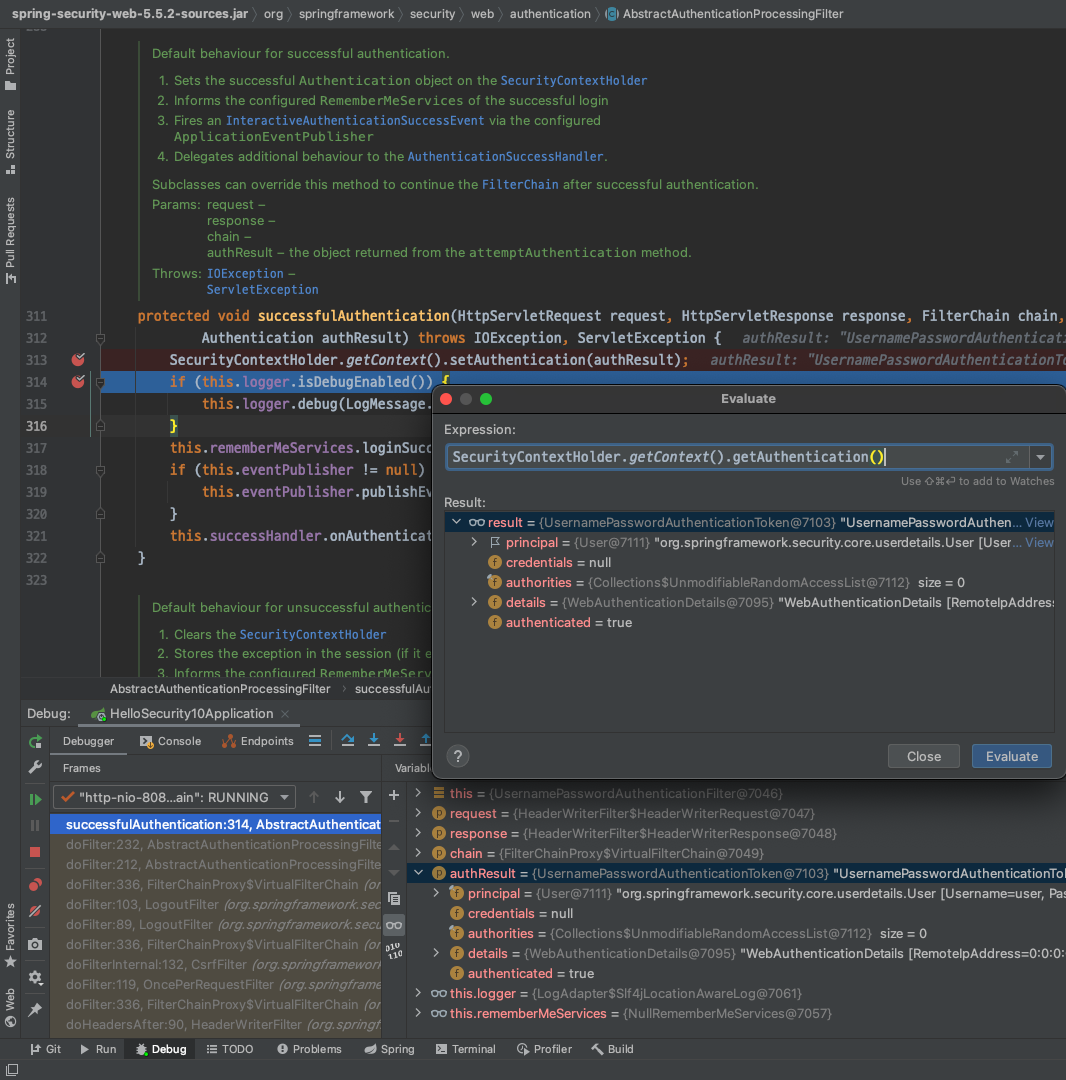 spring-security-web-5.5.2-sources.jar org springframework security web authentication AbstractAuthenticationProcessingFilter
Project
Structure
Pull Requests
Favorites
Web
Default behaviour for successful authentication.
1. Sets the successful Authentication object on the SecurityContextHolder
2. Informs the configured RememberMeServices of the successful login
3. Fires an InteractiveAuthenticationSuccessEvent via the configured
ApplicationEventPublisher
4. Delegates additional behaviour to the AuthenticationSuccessHandler.
Subclasses can override this method to continue the FilterChain after successful authentication.
Params: request –
response –
chain –
authResult – the object returned from the attemptAuthentication method.
Throws: IOException –
ServletException
311 protected void successfulAuthentication(HttpServletRequest request, HttpServletResponse response, FilterChain chain,
312 Authentication authResult) throws IOException, ServletException { authResult: "UsernamePasswordAuthenticati
313 SecurityContextHolder.getContext().setAuthentication(authResult); authResult: "UsernamePasswordAuthenticationTo
314 if (this.logger.isDebugEnabled()) {
315 this.logger.debug(LogMessage.
316 }
317 this.rememberMeServices.loginSucc
318 if (this.eventPublisher != null)
319 this.eventPublisher.publishEv
320 }
321 this.successHandler.onAuthenticat
322 }
323
Default behaviour for unsuccessful authentic
1. Clears the SecurityContextHolder
2. Stores the exception in the session (if it e
3. Informs the configured RememberMeServ
AbstractAuthenticationProcessingFilter successfulAu
Evaluate
Expression:
SecurityContextHolder.getContext().getAuthentication()
Use ⇧⌘⏎ to add to Watches
Result:
result = {UsernamePasswordAuthenticationToken@7103} "UsernamePasswordAuthen... View
principal = {User@7111} "org.springframework.security.core.userdetails.User [User... View
f credentials = null
f authorities = {Collections$UnmodifiableRandomAccessList@7112} size = 0
f details = {WebAuthenticationDetails@7095} "WebAuthenticationDetails [RemoteIpAddress
f authenticated = true
? Close Evaluate
Debug: HelloSecurity10Application
Debugger Console Endpoints
Frames
Variabl
"http-nio-808...ain": RUNNING
successfulAuthentication:314, AbstractAuthenticat
doFilter:232, AbstractAuthenticationProcessingFilte
doFilter:212, AbstractAuthenticationProcessingFilte
doFilter:336, FilterChainProxy$VirtualFilterChain (org
doFilter:103, LogoutFilter (org.springframework.sec
doFilter:89, LogoutFilter (org.springframework.secu
doFilter:336, FilterChainProxy$VirtualFilterChain (or
doFilterInternal:132, CsrfFilter (org.springframework
doFilter:119, OncePerRequestFilter (org.springfram
doFilter:336, FilterChainProxy$VirtualFilterChain (or
doHeadersAfter:90, HeaderWriterFilter (org.springf
this = {UsernamePasswordAuthenticationFilter@7046}
p request = {HeaderWriterFilter$HeaderWriterRequest@7047}
p response = {HeaderWriterFilter$HeaderWriterResponse@7048}
p chain = {FilterChainProxy$VirtualFilterChain@7049}
p authResult = {UsernamePasswordAuthenticationToken@7103} "UsernamePasswordAuthenticationTol
f principal = {User@7111} "org.springframework.security.core.userdetails.User [Username=user, Pa
f credentials = null
f authorities = {Collections$UnmodifiableRandomAccessList@7112} size = 0
f details = {WebAuthenticationDetails@7095} "WebAuthenticationDetails [RemoteIpAddress=0:0:0:
f authenticated = true
this.logger = {LogAdapter$Slf4jLocationAwareLog@7061}
this.rememberMeServices = {NullRememberMeServices@7057}
Git Run Debug TODO Problems Spring Terminal Profiler Build